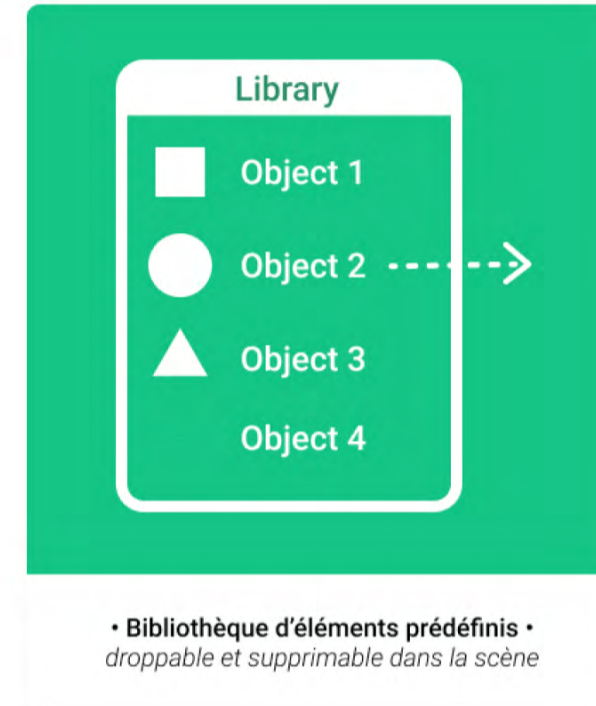 Library
Object 1
Object 2
Object 3
Object 4
• Bibliothèque d'éléments prédéfinis •
droppable et supprimable dans la scène